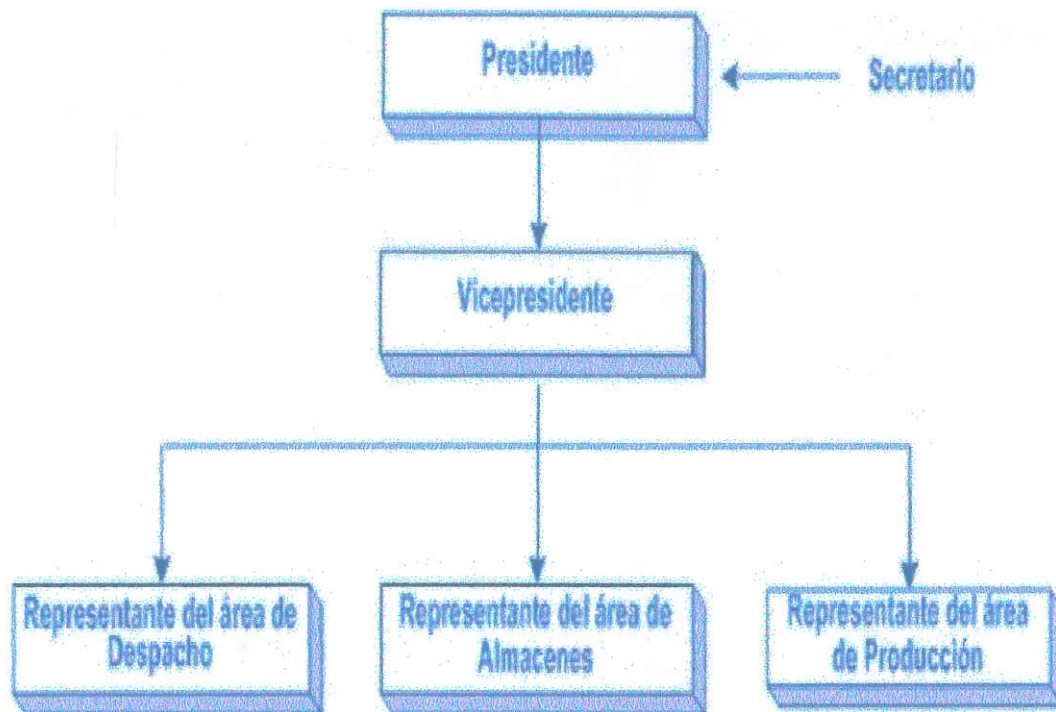 Presidente
Secretario
Vicepresidente
Representante del área de
Despacho
Representante del área de
Almacenes
Representante del área
de Producción